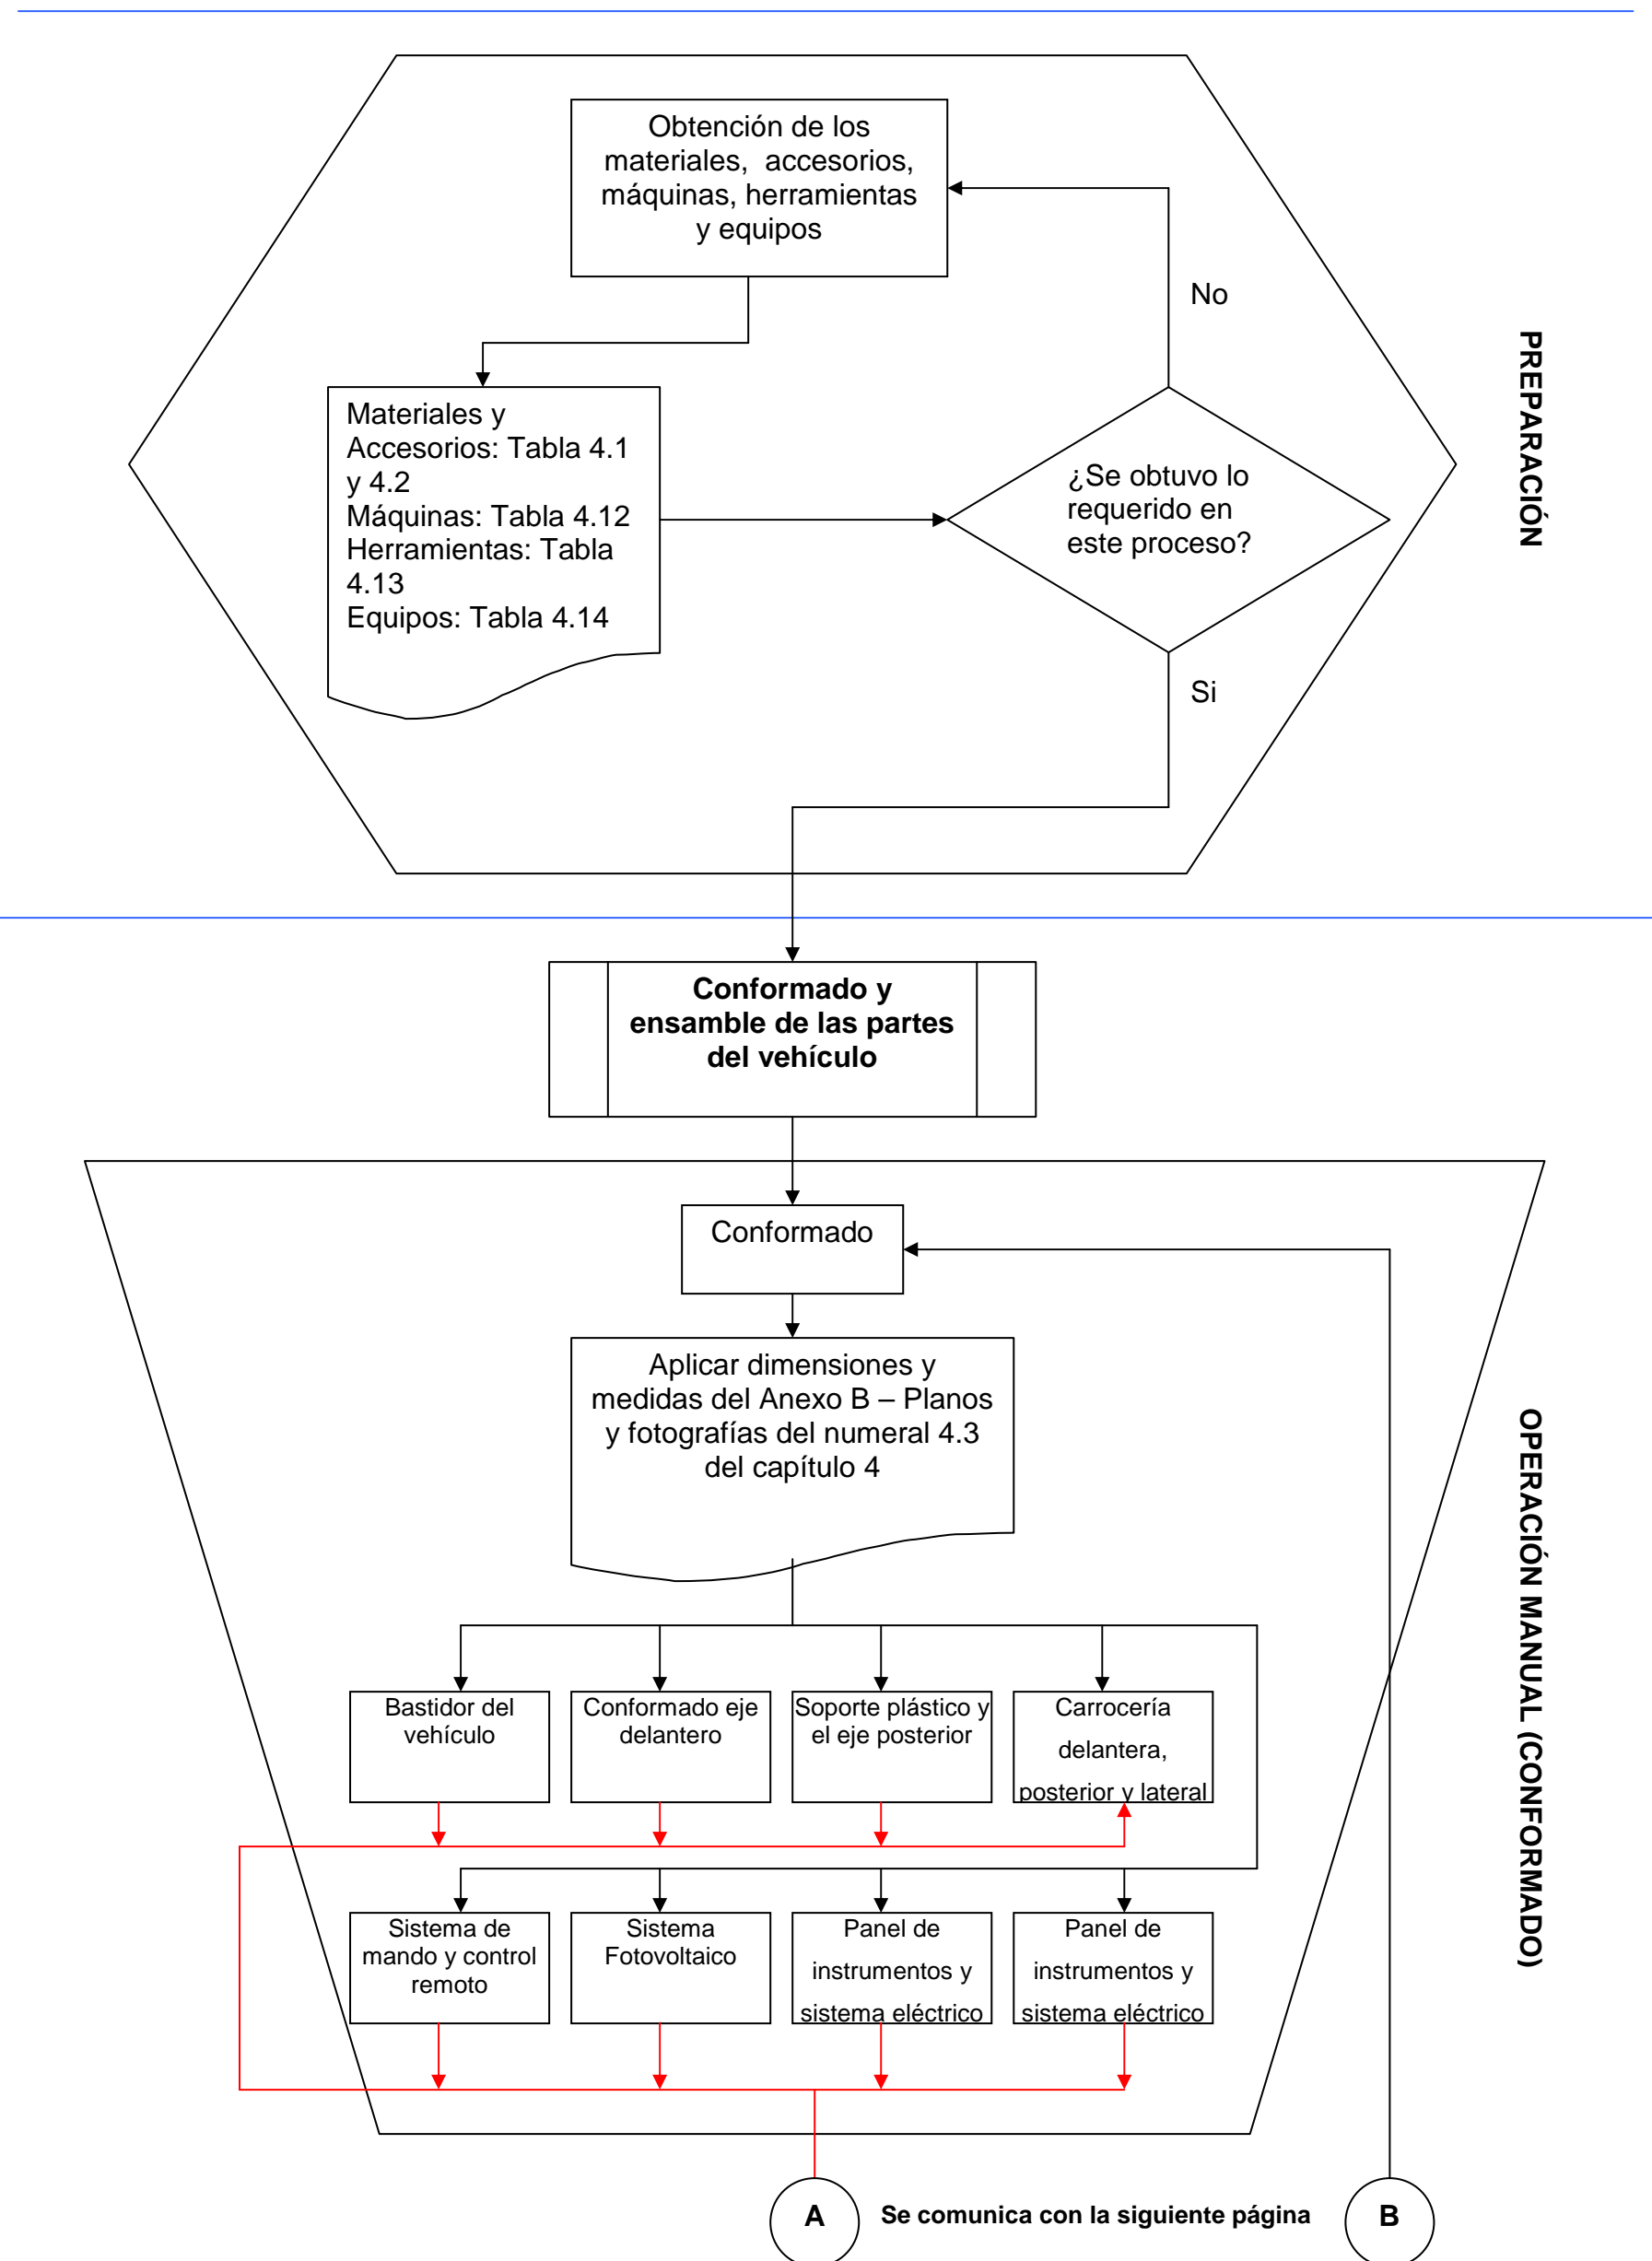 Obtención de los
materiales,  accesorios,
máquinas, herramientas
y equipos
No
PREPARACIÓN
Materiales y
Accesorios: Tabla 4.1
y 4.2
Máquinas: Tabla 4.12
Herramientas: Tabla
4.13
Equipos: Tabla 4.14
¿Se obtuvo lo
requerido en
este proceso?
Si
Conformado y
ensamble de las partes
del vehículo
Conformado
Aplicar dimensiones y
medidas del Anexo B – Planos
y fotografías del numeral 4.3
del capítulo 4
OPERACIÓN MANUAL (CONFORMADO)
Bastidor del
vehículo
Conformado eje
delantero
Soporte plástico y
el eje posterior
Carrocería
delantera,
posterior y lateral
Sistema de
mando y control
remoto
Sistema
Fotovoltaico
Panel de
instrumentos y
sistema eléctrico
Panel de
instrumentos y
sistema eléctrico
A
Se comunica con la siguiente página
B